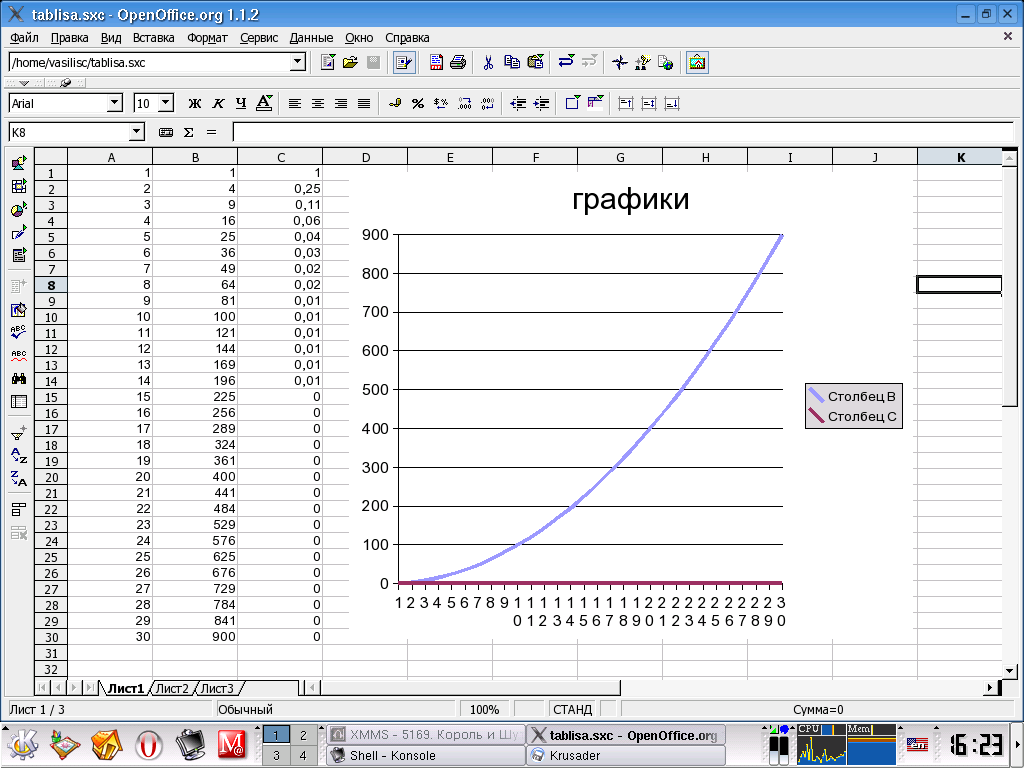 tablisa.sxc - OpenOffice.org 1.1.2
Файл Правка Вид Вставка Формат Сервис Данные Окно Справка
/home/vasilisc/tablisa.sxc
Arial 10 Ж К Ч A
K8 Σ =
A B C D E F G H I J K
1 1 1 1
2 2 4 0,25
3 3 9 0,11
4 4 16 0,06
5 5 25 0,04
6 6 36 0,03
7 7 49 0,02
8 8 64 0,02
9 9 81 0,01
10 10 100 0,01
11 11 121 0,01
12 12 144 0,01
13 13 169 0,01
14 14 196 0,01
15 15 225 0
16 16 256 0
17 17 289 0
18 18 324 0
19 19 361 0
20 20 400 0
21 21 441 0
22 22 484 0
23 23 529 0
24 24 576 0
25 25 625 0
26 26 676 0
27 27 729 0
28 28 784 0
29 29 841 0
30 30 900 0
31
32
графики
900
800
700
600
500
400
300
200
100
0
1 2 3 4 5 6 7 8 9 10 11 12 13 14 15 16 17 18 19 20 21 22 23 24 25 26 27 28 29 30
Столбец B
Столбец C
Лист1 Лист2 Лист3
Лист 1 / 3 Обычный 100% СТАНД Сумма=0
1 2 XMMS - 5169. Король и Шу tablisa.sxc - OpenOffice.org CPU Mem 16:23
3 4 Shell - Konsole Krusader